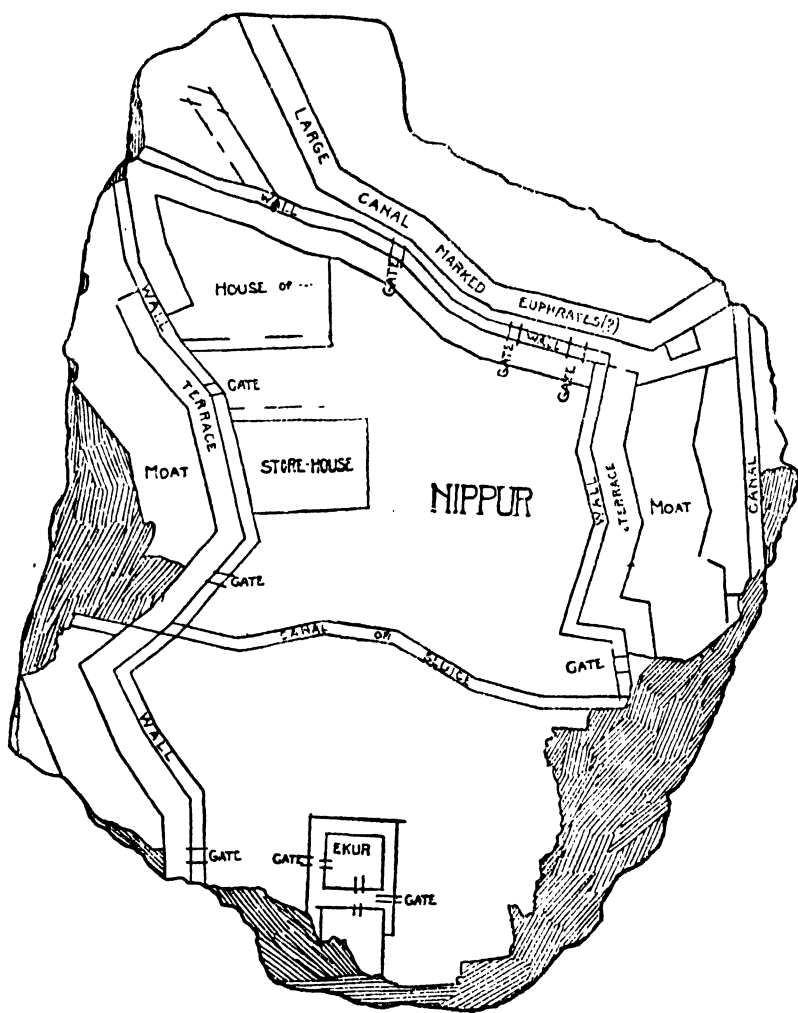 LARGE
CANAL
MARKED
EUPHRATES(?)
WALL
GATE
HOUSE OF ...
WALL
GATE
WALL
GATE
GATE
TERRACE
MOAT
STORE-HOUSE
NIPPUR
WALL
TERRACE
MOAT
CANAL
GATE
CANAL OR SLUICE
GATE
WALL
GATE
GATE
EKUR
GATE